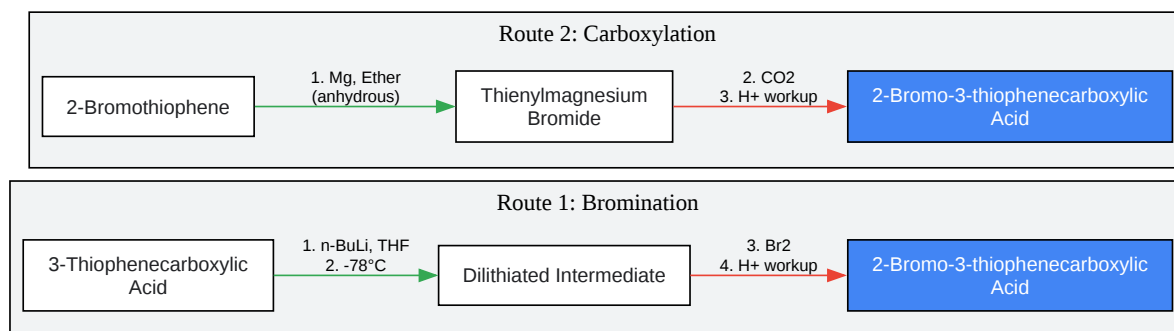 Route 2: Carboxylation
2-Bromothiophene
1. Mg, Ether
(anhydrous)
Thienylmagnesium
Bromide
2. CO2
3. H+ workup
2-Bromo-3-thiophenecarboxylic
Acid
Route 1: Bromination
3-Thiophenecarboxylic
Acid
1. n-BuLi, THF
2. -78°C
Dilithiated Intermediate
3. Br2
4. H+ workup
2-Bromo-3-thiophenecarboxylic
Acid